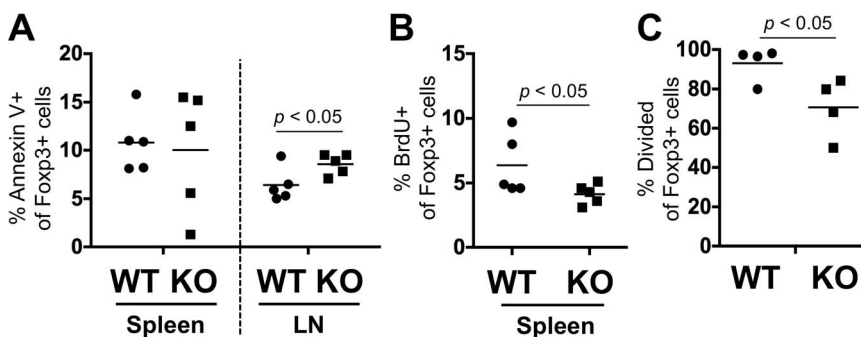 A
% Annexin V+
of Foxp3+ cells
20
15
10
5
0
p < 0.05
WT KO
WT KO
Spleen
LN
B
% BrdU+
of Foxp3+ cells
15
10
5
0
p < 0.05
WT KO
Spleen
C
% Divided
Foxp3+ cells
100
80
60
40
20
0
p < 0.05
WT KO